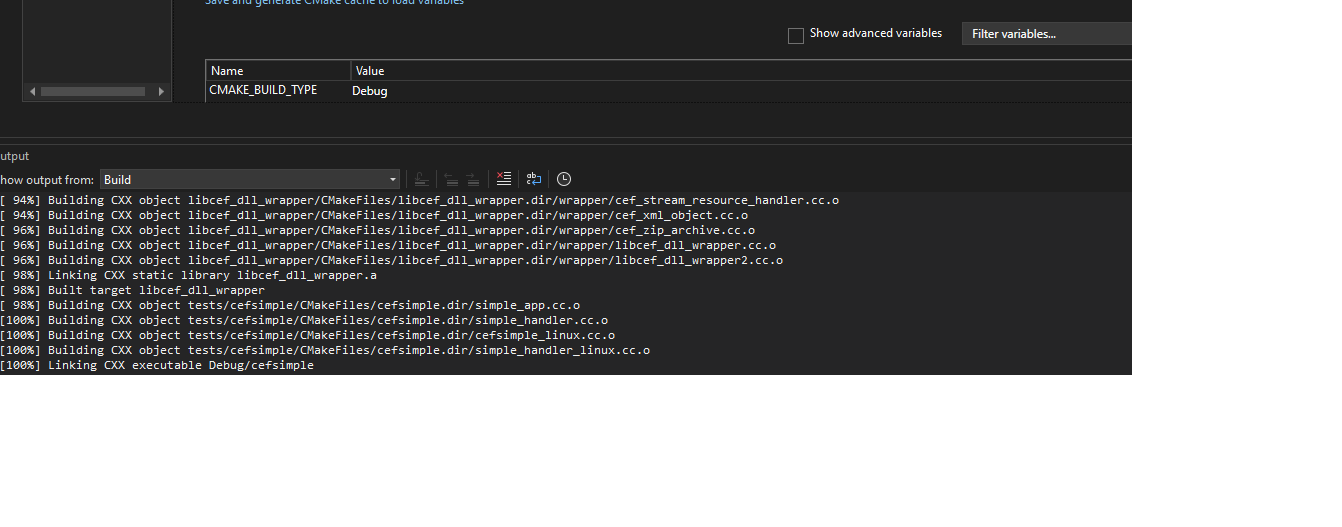 Save and generate CMake cache to load variables
Show advanced variables
Filter variables...
Name Value
CMAKE_BUILD_TYPE Debug
utput
how output from: Build
[ 94%] Building CXX object libcef_dll_wrapper/CMakeFiles/libcef_dll_wrapper.dir/wrapper/cef_stream_resource_handler.cc.o
[ 94%] Building CXX object libcef_dll_wrapper/CMakeFiles/libcef_dll_wrapper.dir/wrapper/cef_xml_object.cc.o
[ 96%] Building CXX object libcef_dll_wrapper/CMakeFiles/libcef_dll_wrapper.dir/wrapper/cef_zip_archive.cc.o
[ 96%] Building CXX object libcef_dll_wrapper/CMakeFiles/libcef_dll_wrapper.dir/wrapper/libcef_dll_wrapper.cc.o
[ 96%] Building CXX object libcef_dll_wrapper/CMakeFiles/libcef_dll_wrapper.dir/wrapper/libcef_dll_wrapper2.cc.o
[ 98%] Linking CXX static library libcef_dll_wrapper.a
[ 98%] Built target libcef_dll_wrapper
[ 98%] Building CXX object tests/cefsimple/CMakeFiles/cefsimple.dir/simple_app.cc.o
[100%] Building CXX object tests/cefsimple/CMakeFiles/cefsimple.dir/simple_handler.cc.o
[100%] Building CXX object tests/cefsimple/CMakeFiles/cefsimple.dir/cefsimple_linux.cc.o
[100%] Building CXX object tests/cefsimple/CMakeFiles/cefsimple.dir/simple_handler_linux.cc.o
[100%] Linking CXX executable Debug/cefsimple